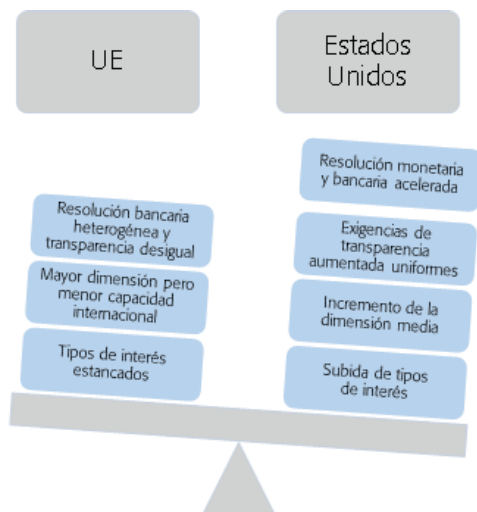 UE
Estados
Unidos
Resolución bancaria
heterogénea y
transparencia desigual
Mayor dimensión pero
menor capacidad
internacional
Tipos de interés
estancados
Resolución monetaria
y bancaria acelerada
Exigencias de
transparencia
aumentada uniformes
Incremento de la
dimensión media
Subida de tipos
de interés